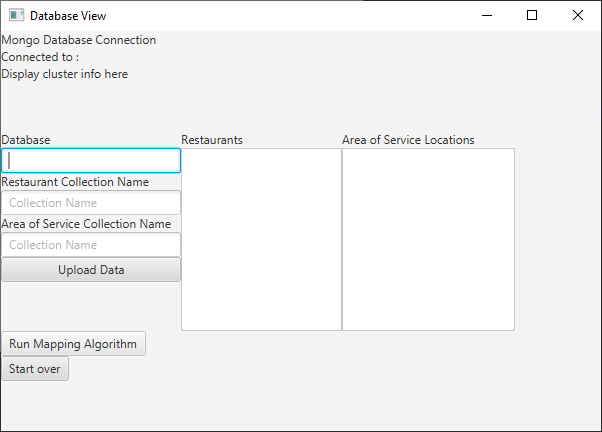 Database View
Mongo Database Connection
Connected to :
Display cluster info here
Database
Restaurants
Area of Service Locations
Restaurant Collection Name
Collection Name
Area of Service Collection Name
Collection Name
Upload Data
Run Mapping Algorithm
Start over